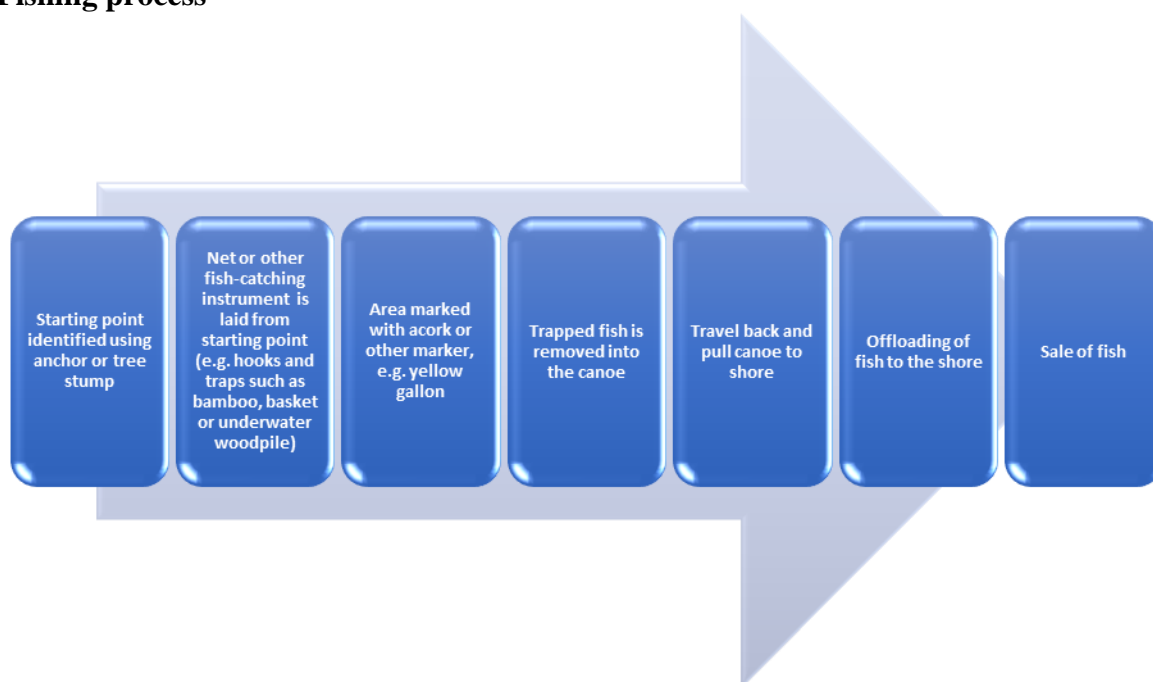 Fishing process
Starting point
identified using
anchor or tree
stump
Net or other
fish-catching
instrument is
laid from
starting point
(e.g. hooks and
traps such as
bamboo, basket
or underwater
woodpile)
Area marked
with acork or
other marker,
e.g. yellow
gallon
Trapped fish is
removed into
the canoe
Travel back and
pull canoe to
shore
Offloading of
fish to the shore
Sale of fish